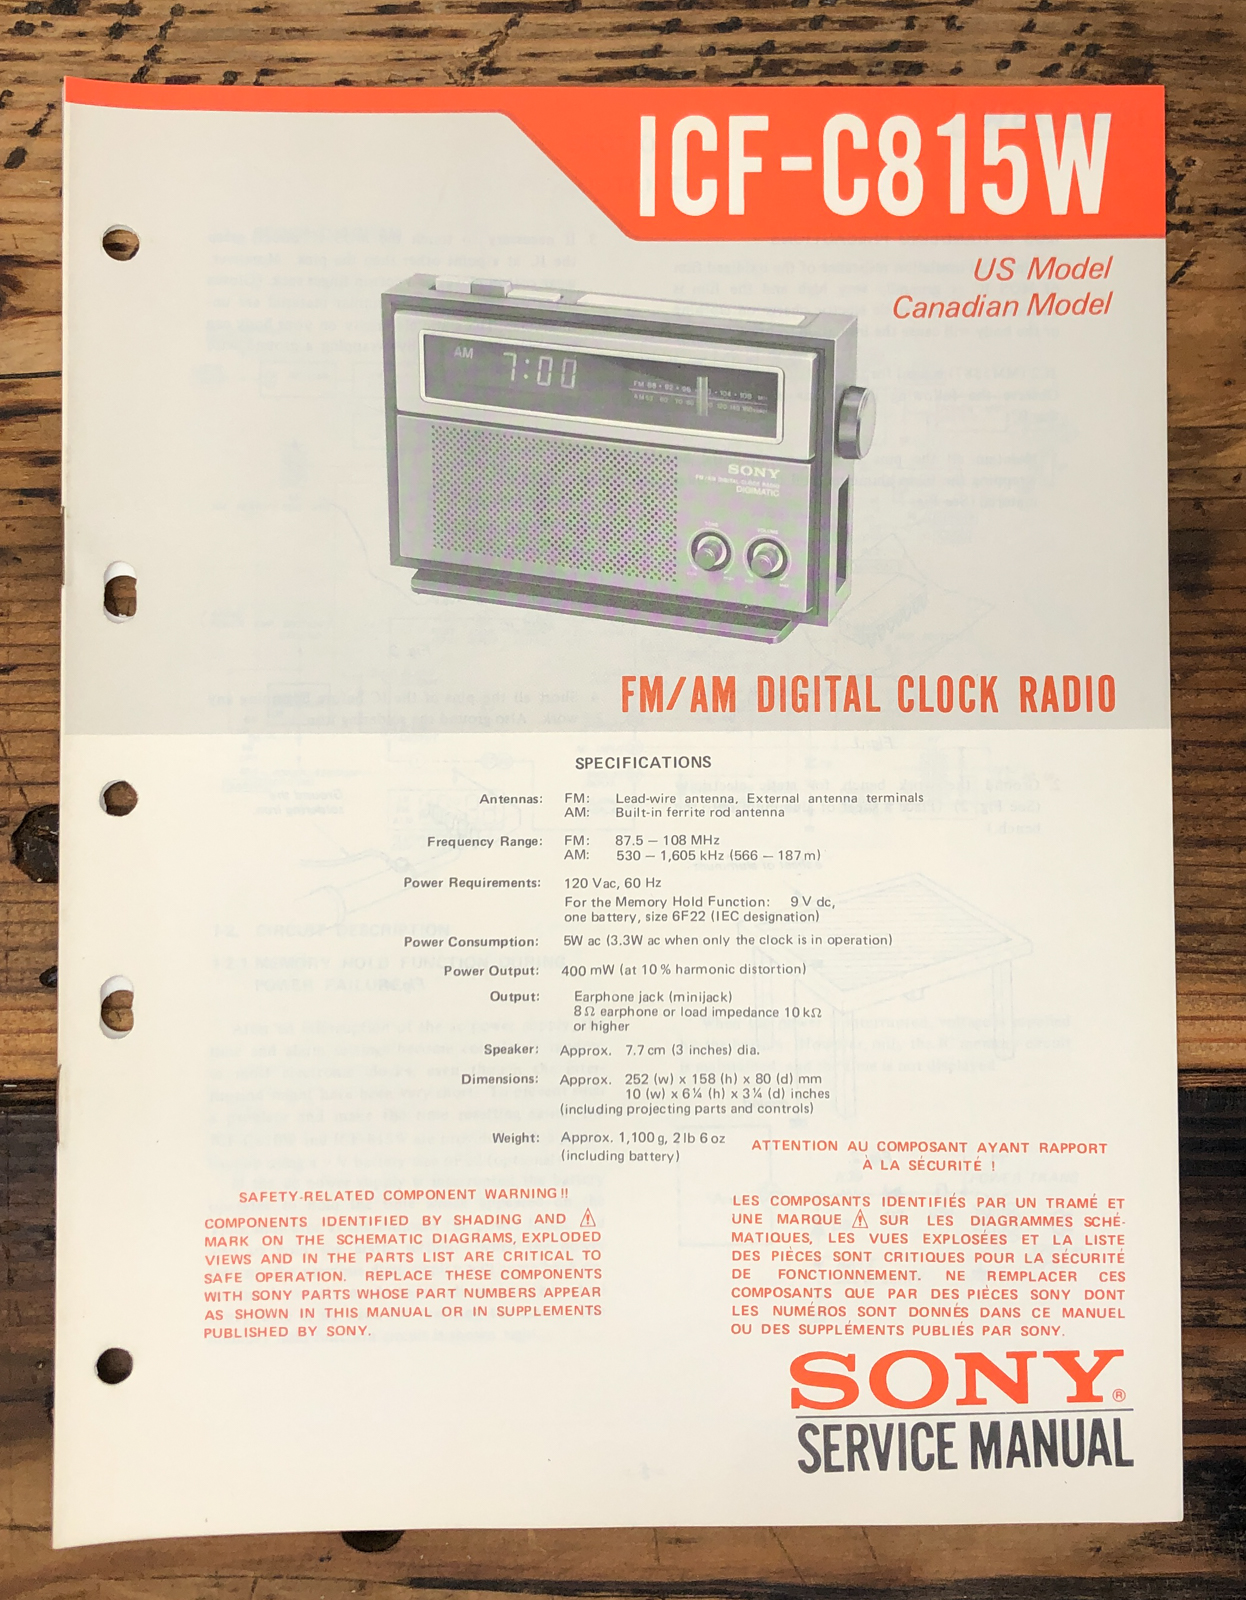 ICF-C815W
US Model
Canadian Model
AM 7:00
SONY
DIGIMATIC
FM/AM DIGITAL CLOCK RADIO
SPECIFICATIONS
Antennas: FM: Lead-wire antenna, External antenna terminals
AM: Built-in ferrite rod antenna
Frequency Range: FM: 87.5 – 108 MHz
AM: 530 – 1,605 kHz (566 – 187 m)
Power Requirements: 120 Vac, 60 Hz
For the Memory Hold Function: 9 V dc,
one battery, size 6F22 (IEC designation)
Power Consumption: 5W ac (3.3W ac when only the clock is in operation)
Power Output: 400 mW (at 10 % harmonic distortion)
Output: Earphone jack (minijack)
8 Ω earphone or load impedance 10 kΩ
or higher
Speaker: Approx. 7.7 cm (3 inches) dia.
Dimensions: Approx. 252 (w) x 158 (h) x 80 (d) mm
10 (w) x 6¼ (h) x 3¼ (d) inches
(including projecting parts and controls)
Weight: Approx. 1,100 g, 2 lb 6 oz
(including battery)
SAFETY-RELATED COMPONENT WARNING!!
COMPONENTS IDENTIFIED BY SHADING AND ⚠
MARK ON THE SCHEMATIC DIAGRAMS, EXPLODED
VIEWS AND IN THE PARTS LIST ARE CRITICAL TO
SAFE OPERATION. REPLACE THESE COMPONENTS
WITH SONY PARTS WHOSE PART NUMBERS APPEAR
AS SHOWN IN THIS MANUAL OR IN SUPPLEMENTS
PUBLISHED BY SONY.
ATTENTION AU COMPOSANT AYANT RAPPORT
À LA SÉCURITÉ !
LES COMPOSANTS IDENTIFIÉS PAR UN TRAMÉ ET
UNE MARQUE ⚠ SUR LES DIAGRAMMES SCHÉ-
MATIQUES, LES VUES EXPLOSÉES ET LA LISTE
DES PIÈCES SONT CRITIQUES POUR LA SÉCURITÉ
DE FONCTIONNEMENT. NE REMPLACER CES
COMPOSANTS QUE PAR DES PIÈCES SONY DONT
LES NUMÉROS SONT DONNÉS DANS CE MANUEL
OU DES SUPPLÉMENTS PUBLIÉS PAR SONY.
SONY®
SERVICE MANUAL